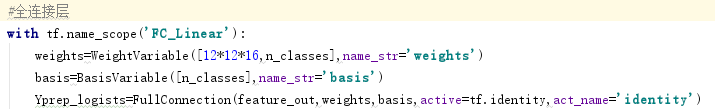 #全连接层
with tf.name_scope('FC_Linear'):
    weights=WeightVariable([12*12*16,n_classes],name_str='weights')
    basis=BasisVariable([n_classes],name_str='basis')
    Yprep_logists=FullConnection(feature_out,weights,basis,active=tf.identity,act_name='identity')